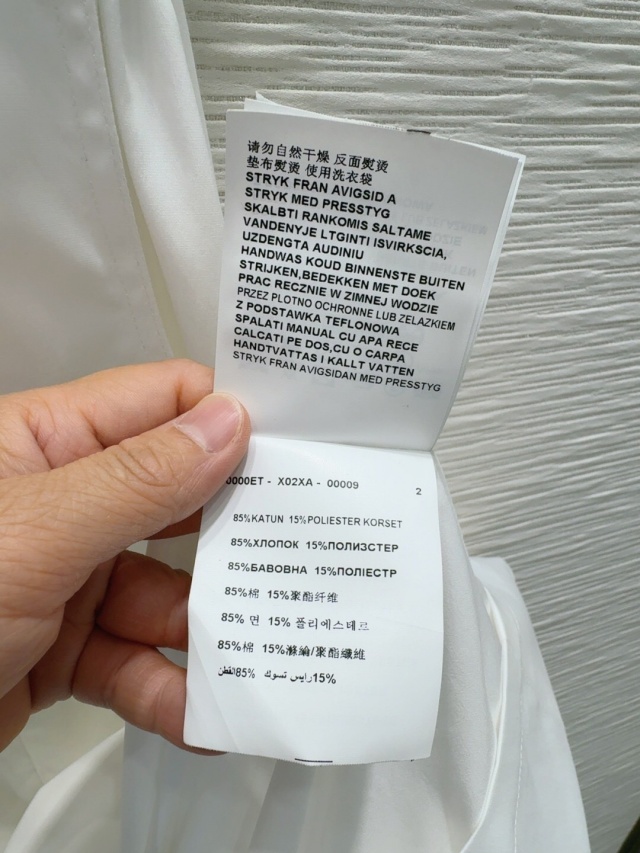 请勿自然干燥 反面熨烫
垫布熨烫 使用洗衣袋
STRYK FRAN AVIGSID A
STRYK MED PRESSTYG
SKALBTI RANKOMIS SALTAME
VANDENYJE LTGINTI ISVIRKSCIA,
UZDENGTA AUDINIU
HANDWAS KOUD BINNENSTE BUITEN
STRIJKEN,BEDEKKEN MET DOEK
PRAC RECZNIE W ZIMNEJ WODZIE
PRZEZ PLOTNO OCHRONNE LUB ZELAZKIEM
Z PODSTAWKA TEFLONOWA
SPALATI MANUAL CU APA RECE
CALCATI PE DOS,CU O CARPA
HANDTVATTAS I KALLT VATTEN
STRYK FRAN AVIGSIDAN MED PRESSTYG
0000ET - X02XA - 00009 2
85%KATUN 15%POLIESTER KORSET
85%ХЛОПОК 15%ПОЛИЗСТЕР
85%БАВОВНА 15%ПОЛІЕСТР
85%棉 15%聚酯纤维
85% 면 15% 폴리에스테르
85%棉 15%滌綸/聚酯纖維
15%رايس تسوك 85%القطن